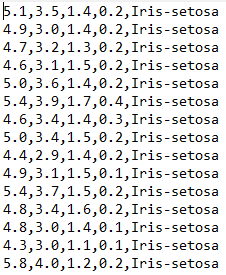 5.1,3.5,1.4,0.2,Iris-setosa
4.9,3.0,1.4,0.2,Iris-setosa
4.7,3.2,1.3,0.2,Iris-setosa
4.6,3.1,1.5,0.2,Iris-setosa
5.0,3.6,1.4,0.2,Iris-setosa
5.4,3.9,1.7,0.4,Iris-setosa
4.6,3.4,1.4,0.3,Iris-setosa
5.0,3.4,1.5,0.2,Iris-setosa
4.4,2.9,1.4,0.2,Iris-setosa
4.9,3.1,1.5,0.1,Iris-setosa
5.4,3.7,1.5,0.2,Iris-setosa
4.8,3.4,1.6,0.2,Iris-setosa
4.8,3.0,1.4,0.1,Iris-setosa
4.3,3.0,1.1,0.1,Iris-setosa
5.8,4.0,1.2,0.2,Iris-setosa